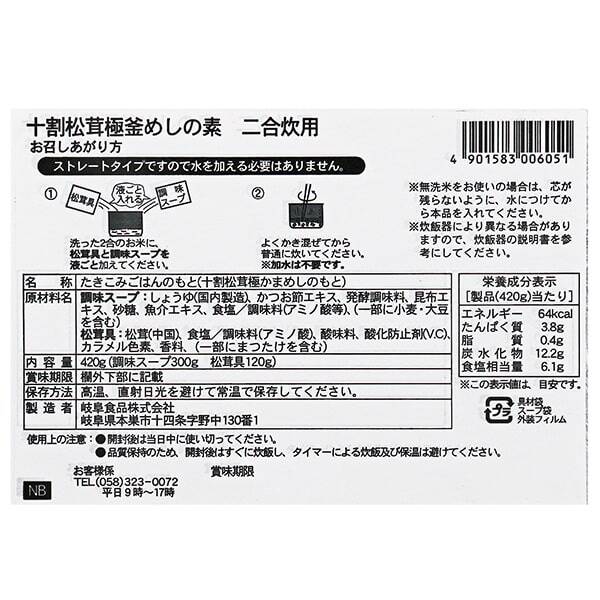 十割松茸極釜めしの素 二合炊用
お召しあがり方
ストレートタイプですので水を加える必要はありません。
4 901583 006051
① 松茸具 液ごと入れる 調味スープ
洗った2合のお米に、
松茸具と調味スープを
液ごと加えてください。
※加水は不要です。
②
よくかき混ぜてから
普通に炊いてください。
※無洗米をお使いの場合は、芯が
残らないように、水につけてか
ら本品を入れてください。
※炊飯器により異なる場合があり
ますので、炊飯器の説明書を参
考にしてください。
名称 たきこみごはんのもと(十割松茸極かまめしのもと)
原材料名 調味スープ:しょうゆ(国内製造)、かつお節エキス、発酵調味料、昆布エ
キス、砂糖、魚介エキス、食塩/調味料(アミノ酸等)、(一部に小麦・大豆
を含む)
松茸具:松茸(中国)、食塩/調味料(アミノ酸)、酸味料、酸化防止剤(V.C)、
カラメル色素、香料、(一部にまつたけを含む)
内容量 420g(調味スープ300g 松茸具120g)
賞味期限 欄外下部に記載
保存方法 高温、直射日光を避けて常温で保存してください。
製造者 岐阜食品株式会社
岐阜県本巣市十四条字野中130番1
栄養成分表示
[製品(420g)当たり]
エネルギー 64kcal
たんぱく質 3.8g
脂質 0.4g
炭水化物 12.2g
食塩相当量 6.1g
※この表示値は、目安です。
プラ
具材袋
スープ袋
外装フィルム
使用上の注意:●開封後は当日中に使い切ってください。
●品質保持のため、開封後はすぐに炊飯し、タイマーによる炊飯及び保温は避けてください。
お客様係 賞味期限
TEL(058)323-0072
平日9時〜17時
NB